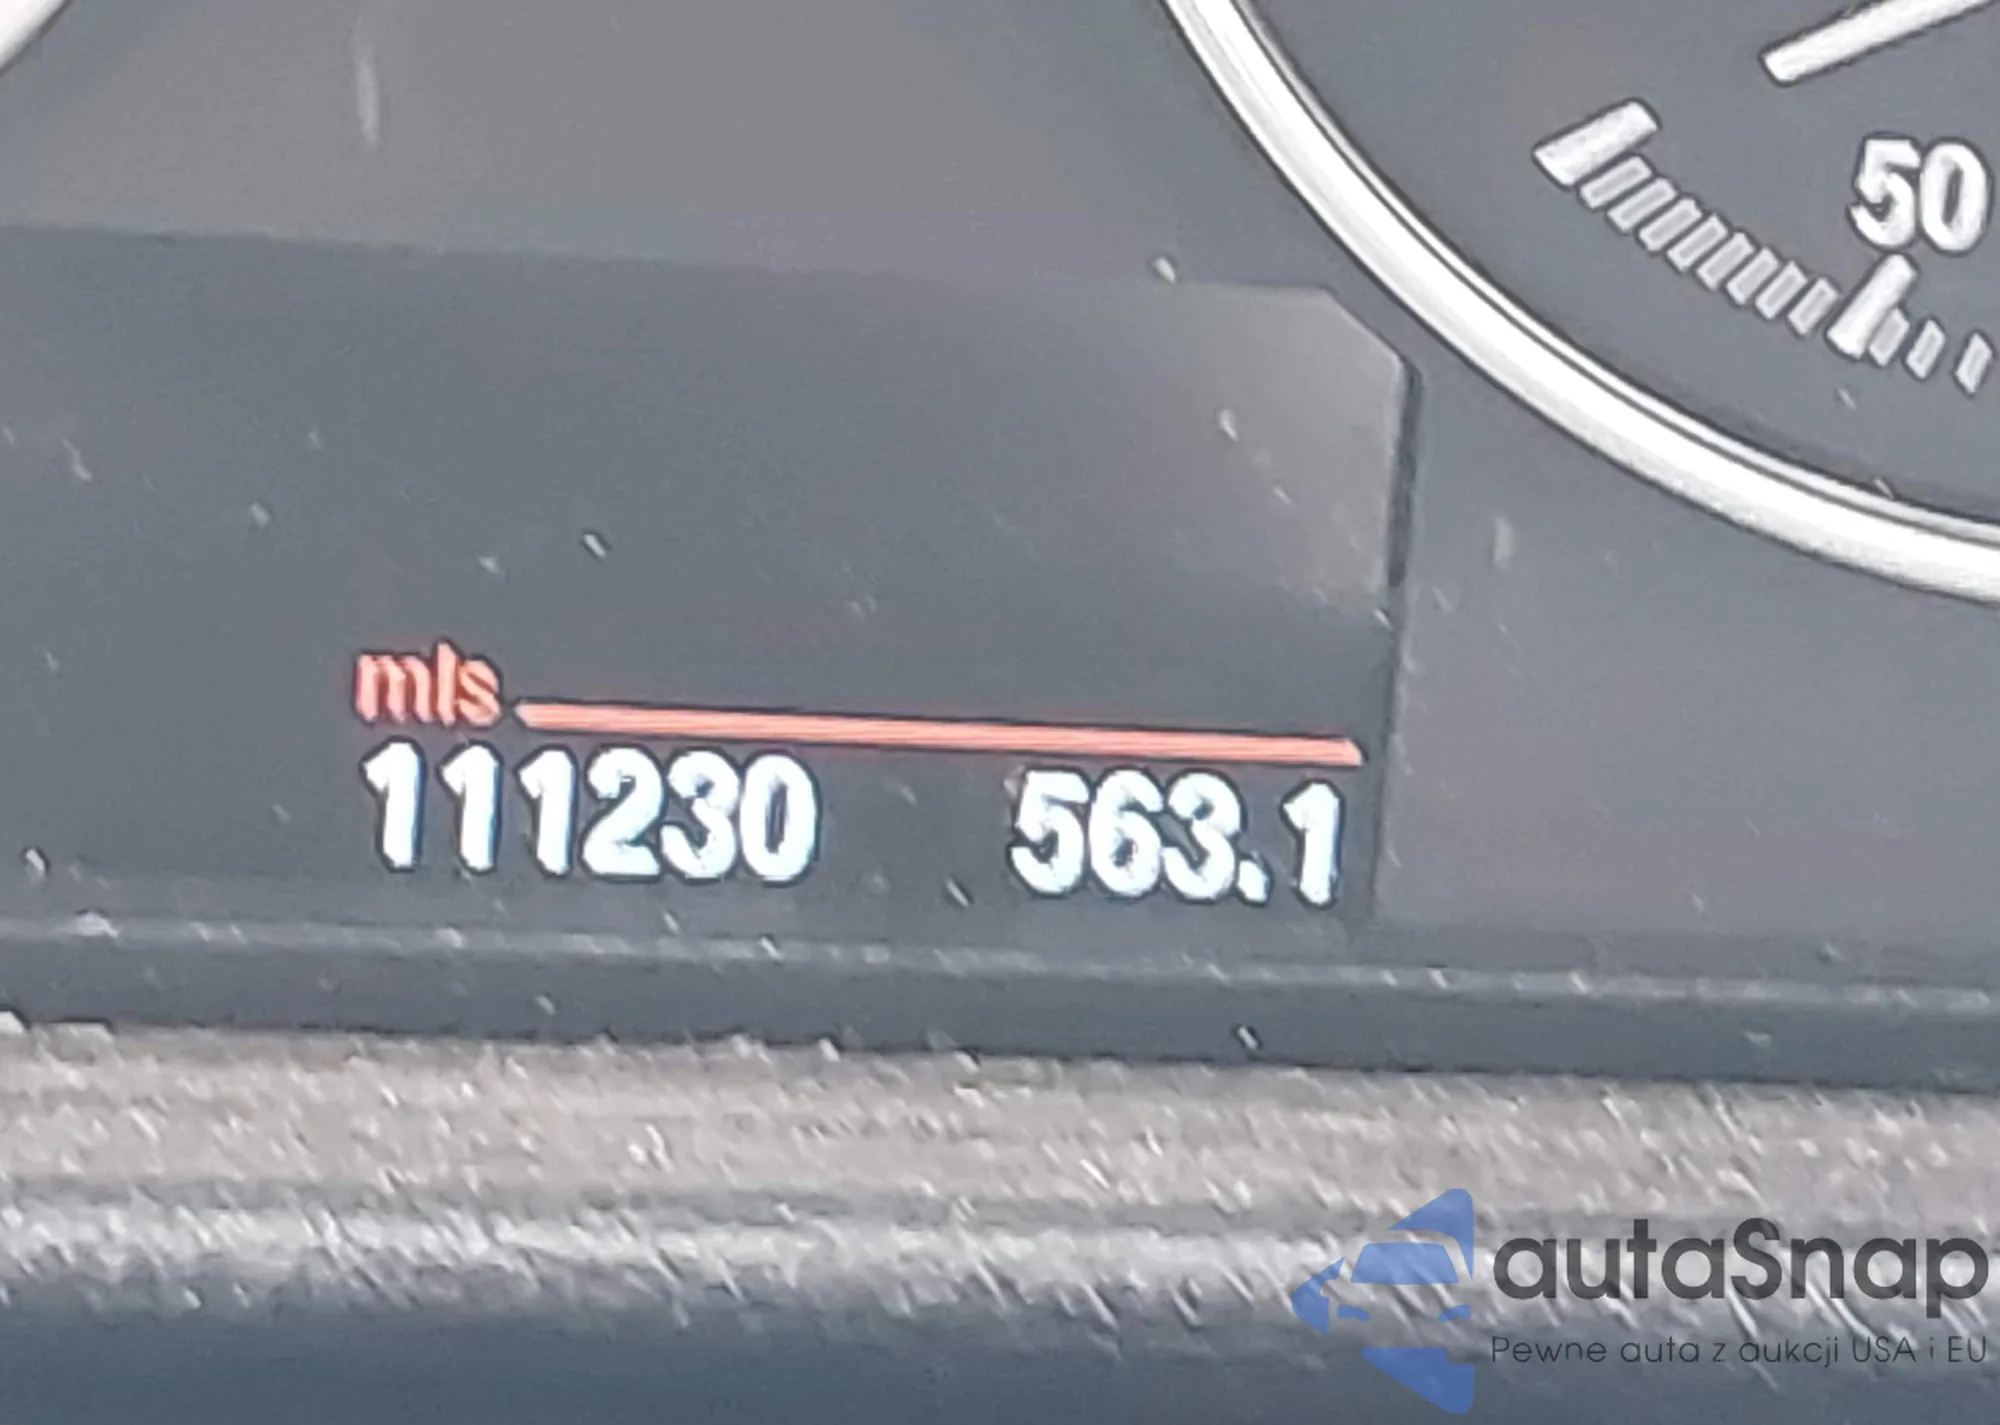 50
mls
111230 563.1
autaSnap
Pewne auta z aukcji USA i EU